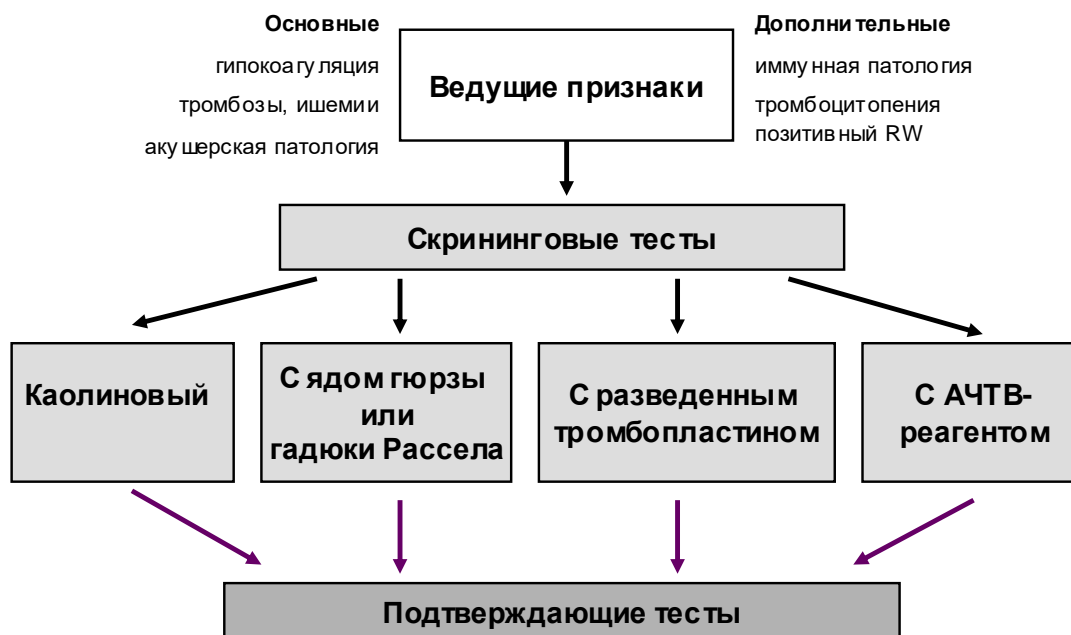 Основные
гипокоагуляция
тромбозы, ишемии
акушерская патология
Ведущие признаки
Дополнительные
иммунная патология
тромбоцитопения
позитивный RW
Скрининговые тесты
Каолиновый
С ядом гюрзы
или
гадюки Рассела
С разведенным
тромбопластином
С АЧТВ-
реагентом
Подтверждающие тесты